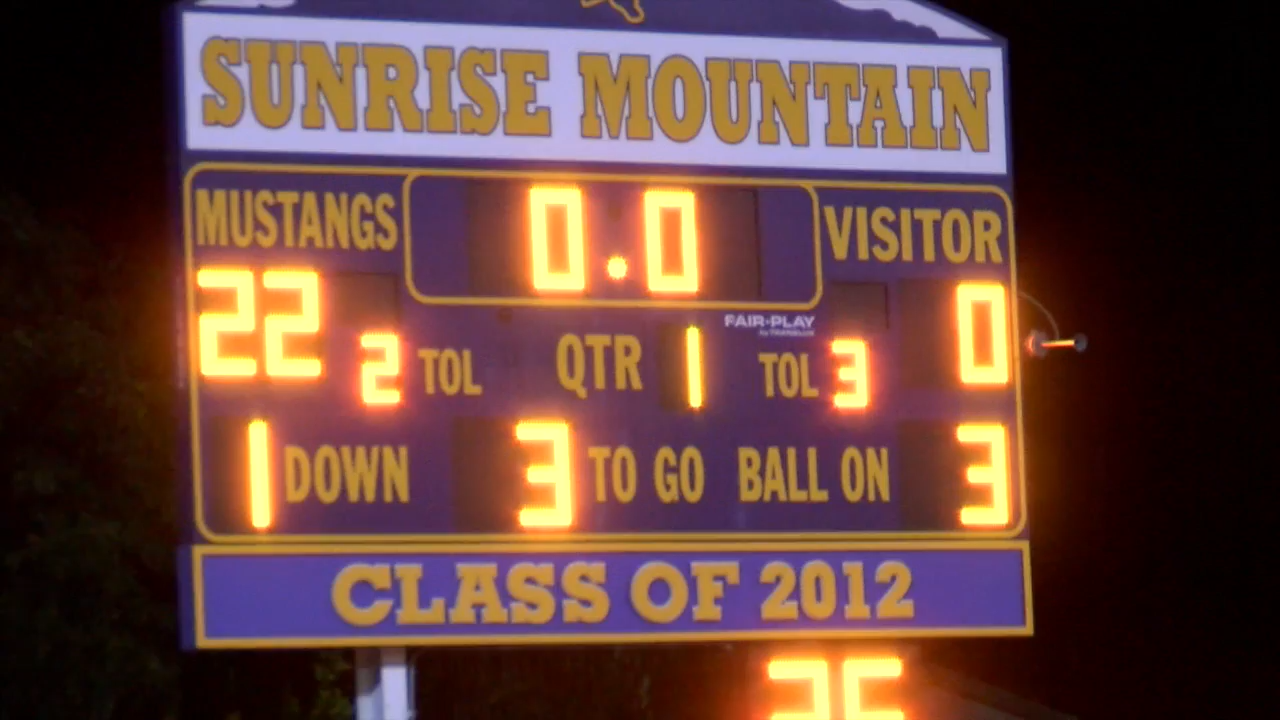 SUNRISE MOUNTAIN
MUSTANGS 0.0 VISITOR
22 0
FAIR-PLAY
2 TOL QTR 1 TOL 3
1 DOWN 3 TO GO BALL ON 3
CLASS OF 2012